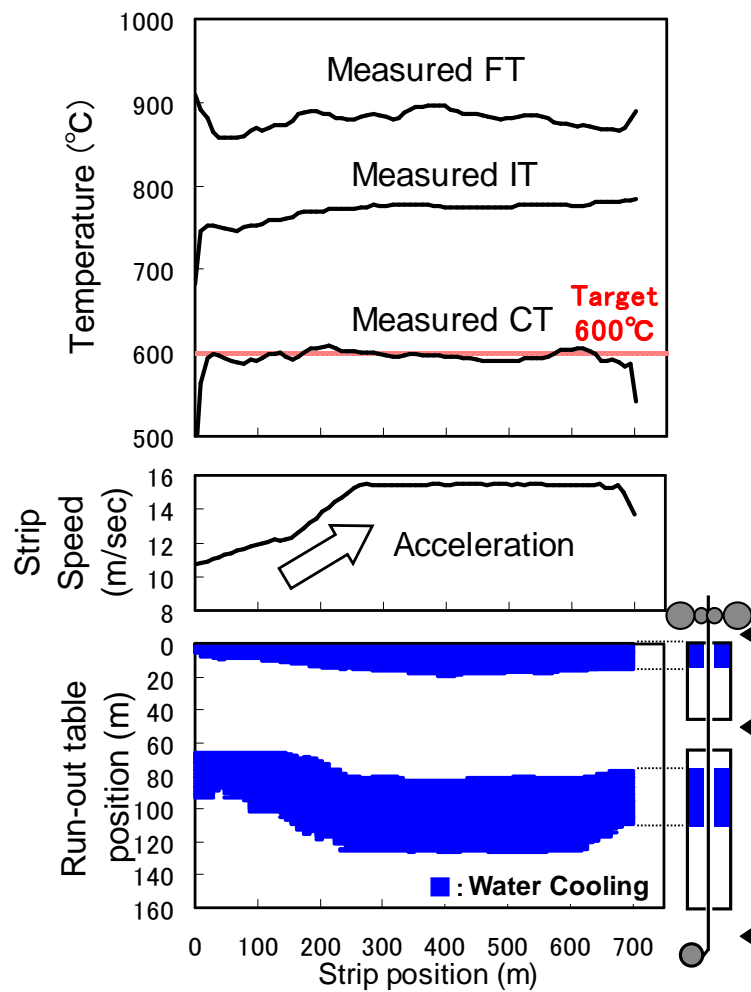 1000
Measured FT
900
Measured IT
800
700
Target
600℃
Measured CT
600
500
Temperature (℃)
16
14
12
10
8
Strip
Speed
(m/sec)
Acceleration
0
20
40
60
80
100
120
140
160
Run-out table
position (m)
: Water Cooling
0 100 200 300 400 500 600 700
Strip position (m)